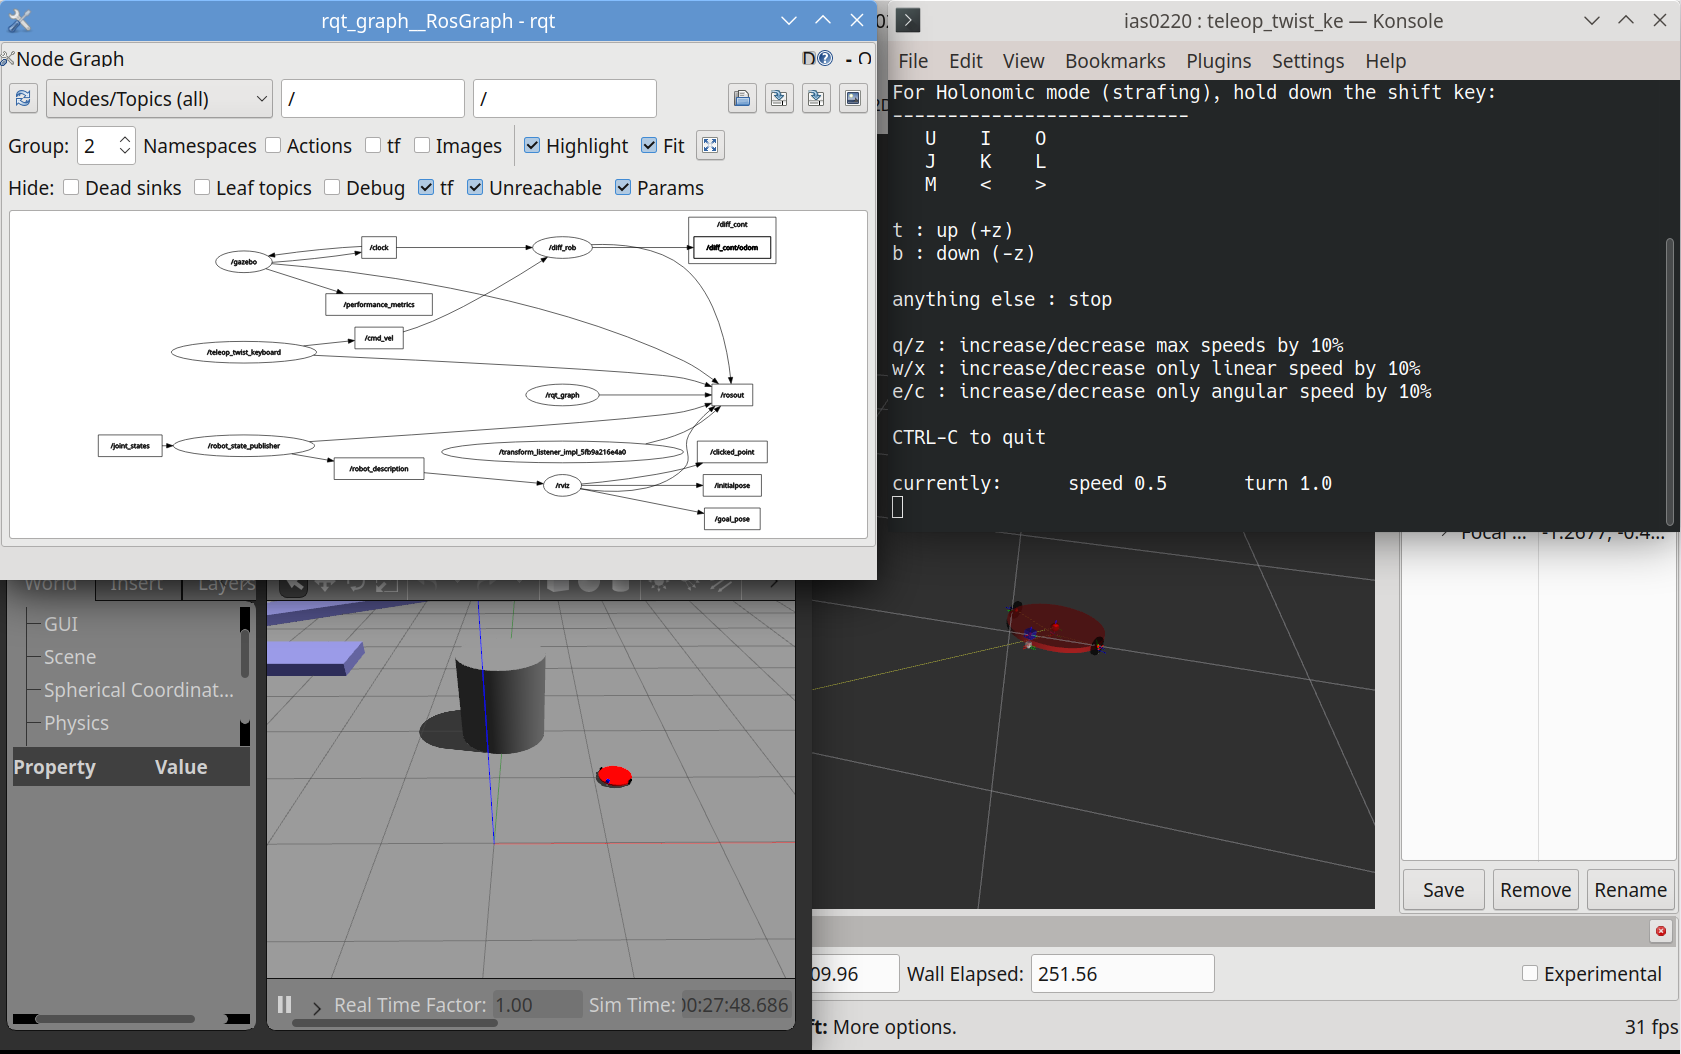 rqt_graph__RosGraph - rqt
Node Graph
D
- O
Nodes/Topics (all)
/
/
Group: 2 Namespaces Actions tf Images Highlight Fit
Hide: Dead sinks Leaf topics Debug tf Unreachable Params
/diff_cont
/clock
/diff_rob
/diff_cont/odom
/gazebo
/performance_metrics
/cmd_vel
/teleop_twist_keyboard
/rqt_graph
/rosout
/joint_states
/robot_state_publisher
/transform_listener_impl_5fb9a216e4a0
/clicked_point
/robot_description
/rviz
/initialpose
/goal_pose
ias0220 : teleop_twist_ke — Konsole
File Edit View Bookmarks Plugins Settings Help
For Holonomic mode (strafing), hold down the shift key:
---------------------------
U I O
J K L
M < >
t : up (+z)
b : down (-z)
anything else : stop
q/z : increase/decrease max speeds by 10%
w/x : increase/decrease only linear speed by 10%
e/c : increase/decrease only angular speed by 10%
CTRL-C to quit
currently: speed 0.5 turn 1.0
World Insert Layers
GUI
Scene
Spherical Coordinat...
Physics
Property Value
Real Time Factor: 1.00 Sim Time: 00:27:48.686
Focal ... -1.2677, -0.4...
Save Remove Rename
09.96 Wall Elapsed: 251.56 Experimental
ft: More options.
31 fps